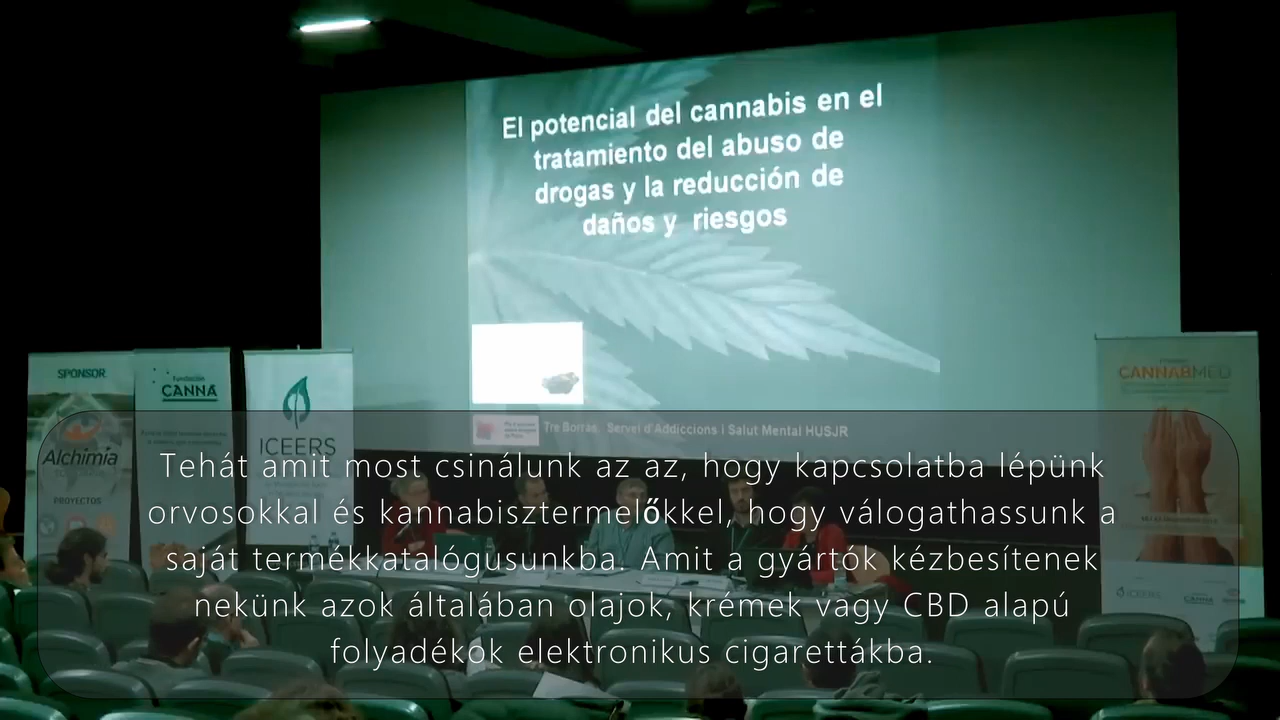 El potencial del cannabis en el
tratamiento del abuso de
drogas y la reducción de
daños y riesgos
Tre Borras. Servei d'Addiccions i Salut Mental HUSJR
SPONSOR
Alchimia
PROYECTOS
Fundación
CANNA
ICEERS
CANNABMED
ICEERS
CANNA
Tehát amit most csinálunk az az, hogy kapcsolatba lépünk
orvosokkal és kannabisztermelőkkel, hogy válogathassunk a
saját termékkatalógusunkba. Amit a gyártók kézbesítenek
nekünk azok általában olajok, krémek vagy CBD alapú
folyadékok elektronikus cigarettákba.